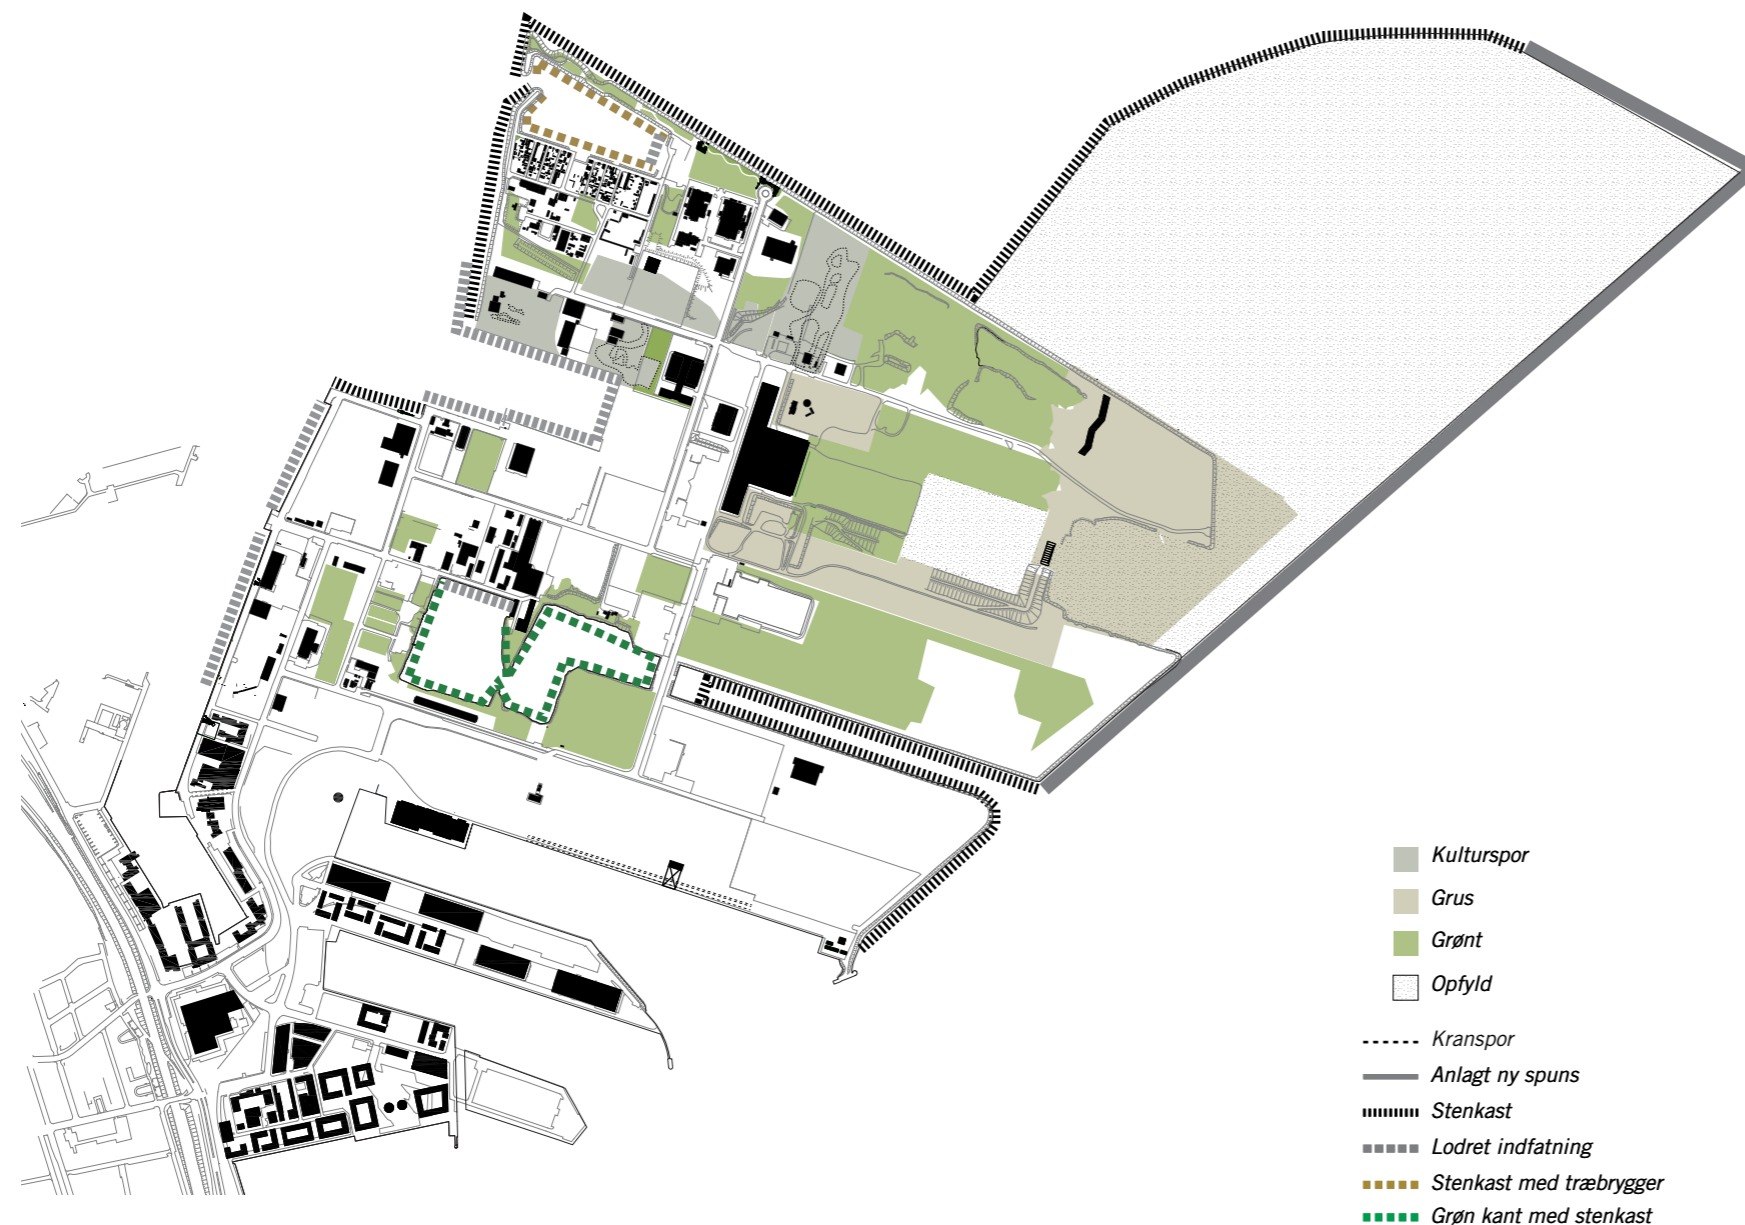 Kulturspor
Grus
Grønt
Opfyld
Kranspor
Anlagt ny spuns
Stenkast
Lodret indfatning
Stenkast med træbrygger
Grøn kant med stenkast